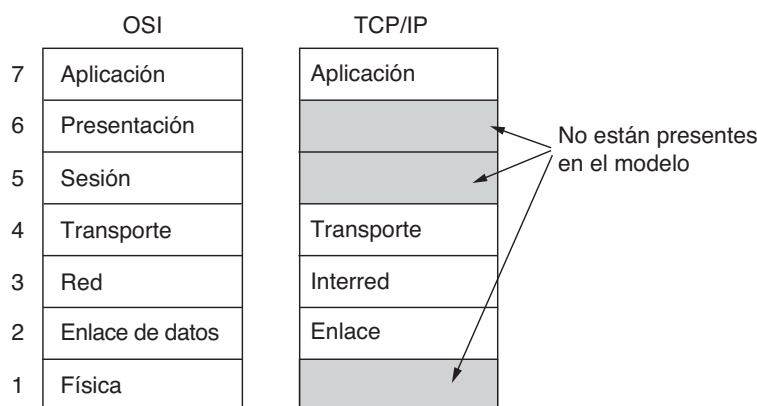 OSI TCP/IP
7 Aplicación Aplicación
6 Presentación
5 Sesión
4 Transporte Transporte
3 Red Interred
2 Enlace de datos Enlace
1 Física
No están presentes
en el modelo